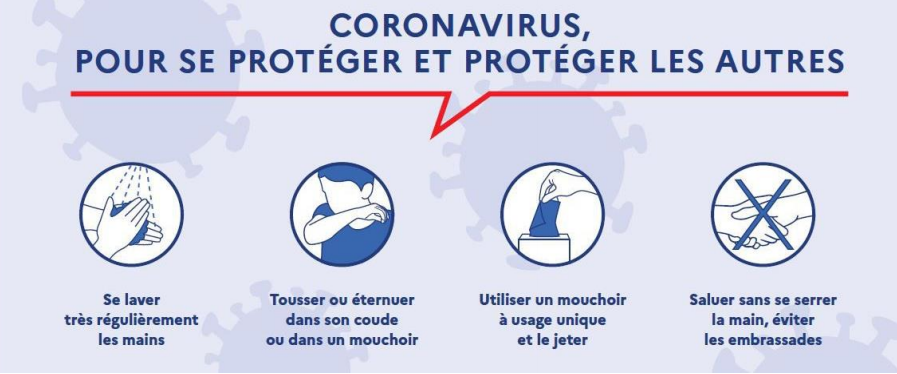 CORONAVIRUS,
POUR SE PROTÉGER ET PROTÉGER LES AUTRES
Se laver
très régulièrement
les mains
Tousser ou éternuer
dans son coude
ou dans un mouchoir
Utiliser un mouchoir
à usage unique
et le jeter
Saluer sans se serrer
la main, éviter
les embrassades